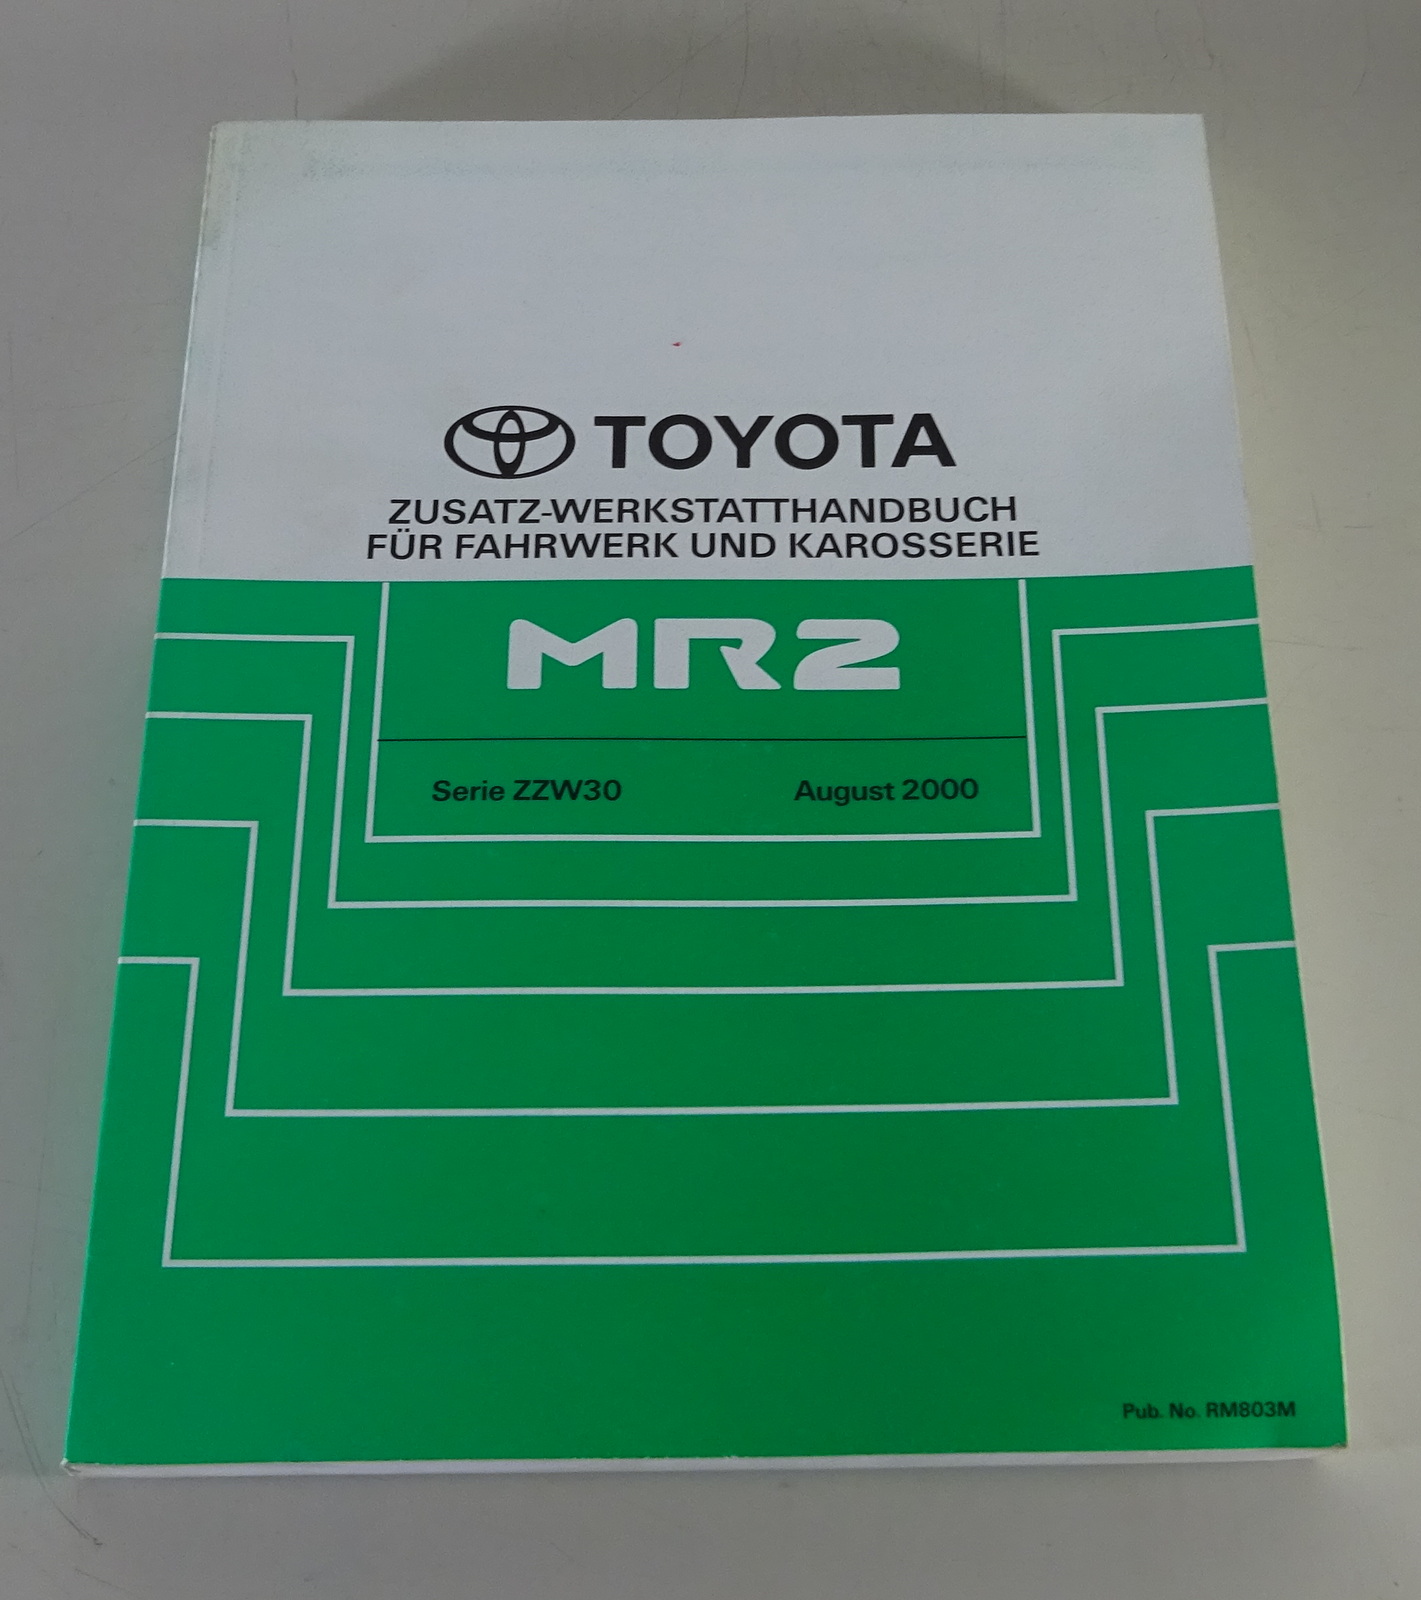 TOYOTA
ZUSATZ-WERKSTATTHANDBUCH
FÜR FAHRWERK UND KAROSSERIE
MR2
Serie ZZW30 August 2000
Pub. No. RM803M